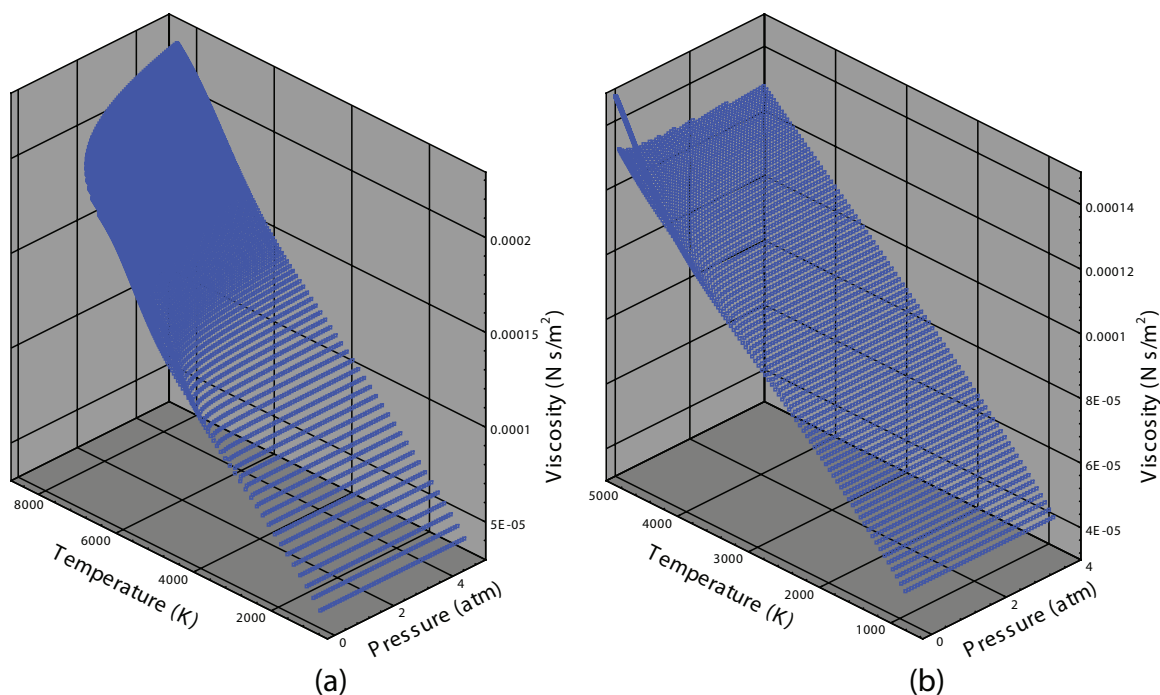 0.0002
0.00015
0.0001
5E-05
Viscosity (N s/m²)
8000
6000
4000
2000
Temperature (K)
0
2
4
Pressure (atm)
(a)
0.00014
0.00012
0.0001
8E-05
6E-05
4E-05
Viscosity (N s/m²)
5000
4000
3000
2000
1000
Temperature (K)
0
2
4
Pressure (atm)
(b)